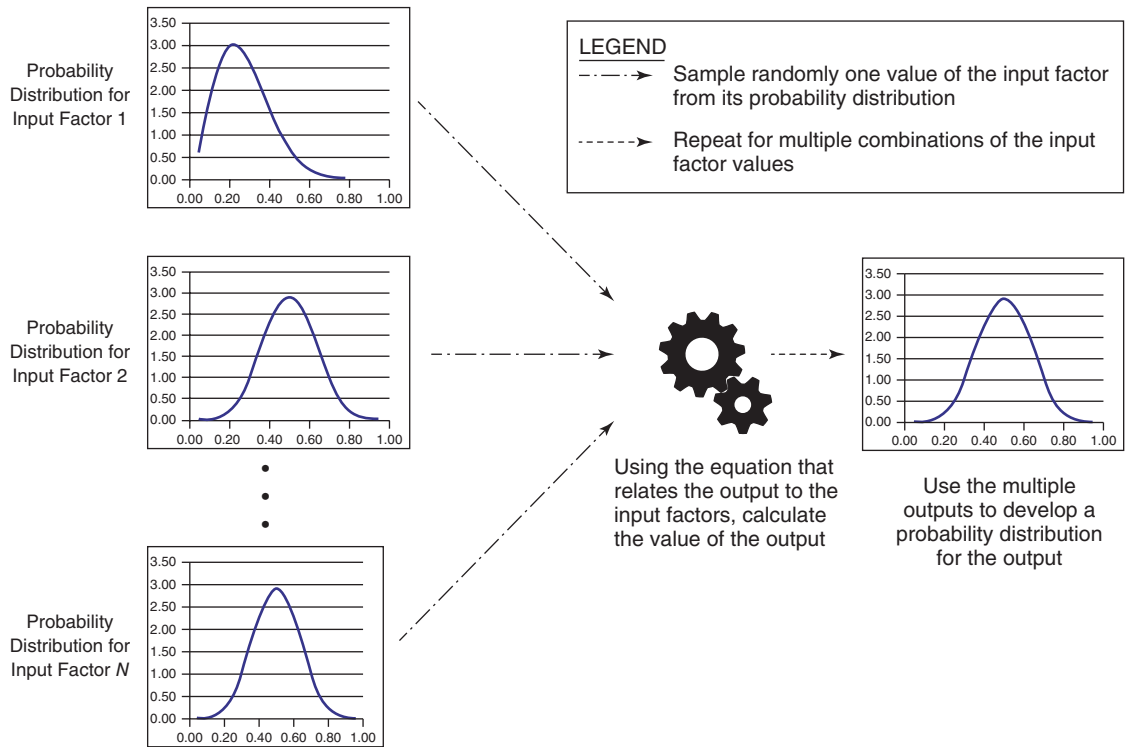 Probability
Distribution for
Input Factor 1
3.50
3.00
2.50
2.00
1.50
1.00
0.50
0.00
0.00 0.20 0.40 0.60 0.80 1.00
LEGEND
Sample randomly one value of the input factor
from its probability distribution
Repeat for multiple combinations of the input
factor values
Probability
Distribution for
Input Factor 2
3.50
3.00
2.50
2.00
1.50
1.00
0.50
0.00
0.00 0.20 0.40 0.60 0.80 1.00
Probability
Distribution for
Input Factor N
3.50
3.00
2.50
2.00
1.50
1.00
0.50
0.00
0.00 0.20 0.40 0.60 0.80 1.00
Using the equation that
relates the output to the
input factors, calculate
the value of the output
3.50
3.00
2.50
2.00
1.50
1.00
0.50
0.00
0.00 0.20 0.40 0.60 0.80 1.00
Use the multiple
outputs to develop a
probability distribution
for the output